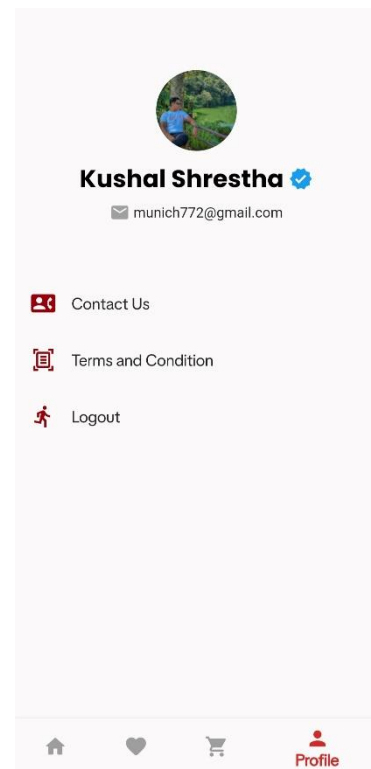 Kushal Shrestha
munich772@gmail.com
Contact Us
Terms and Condition
Logout
Profile